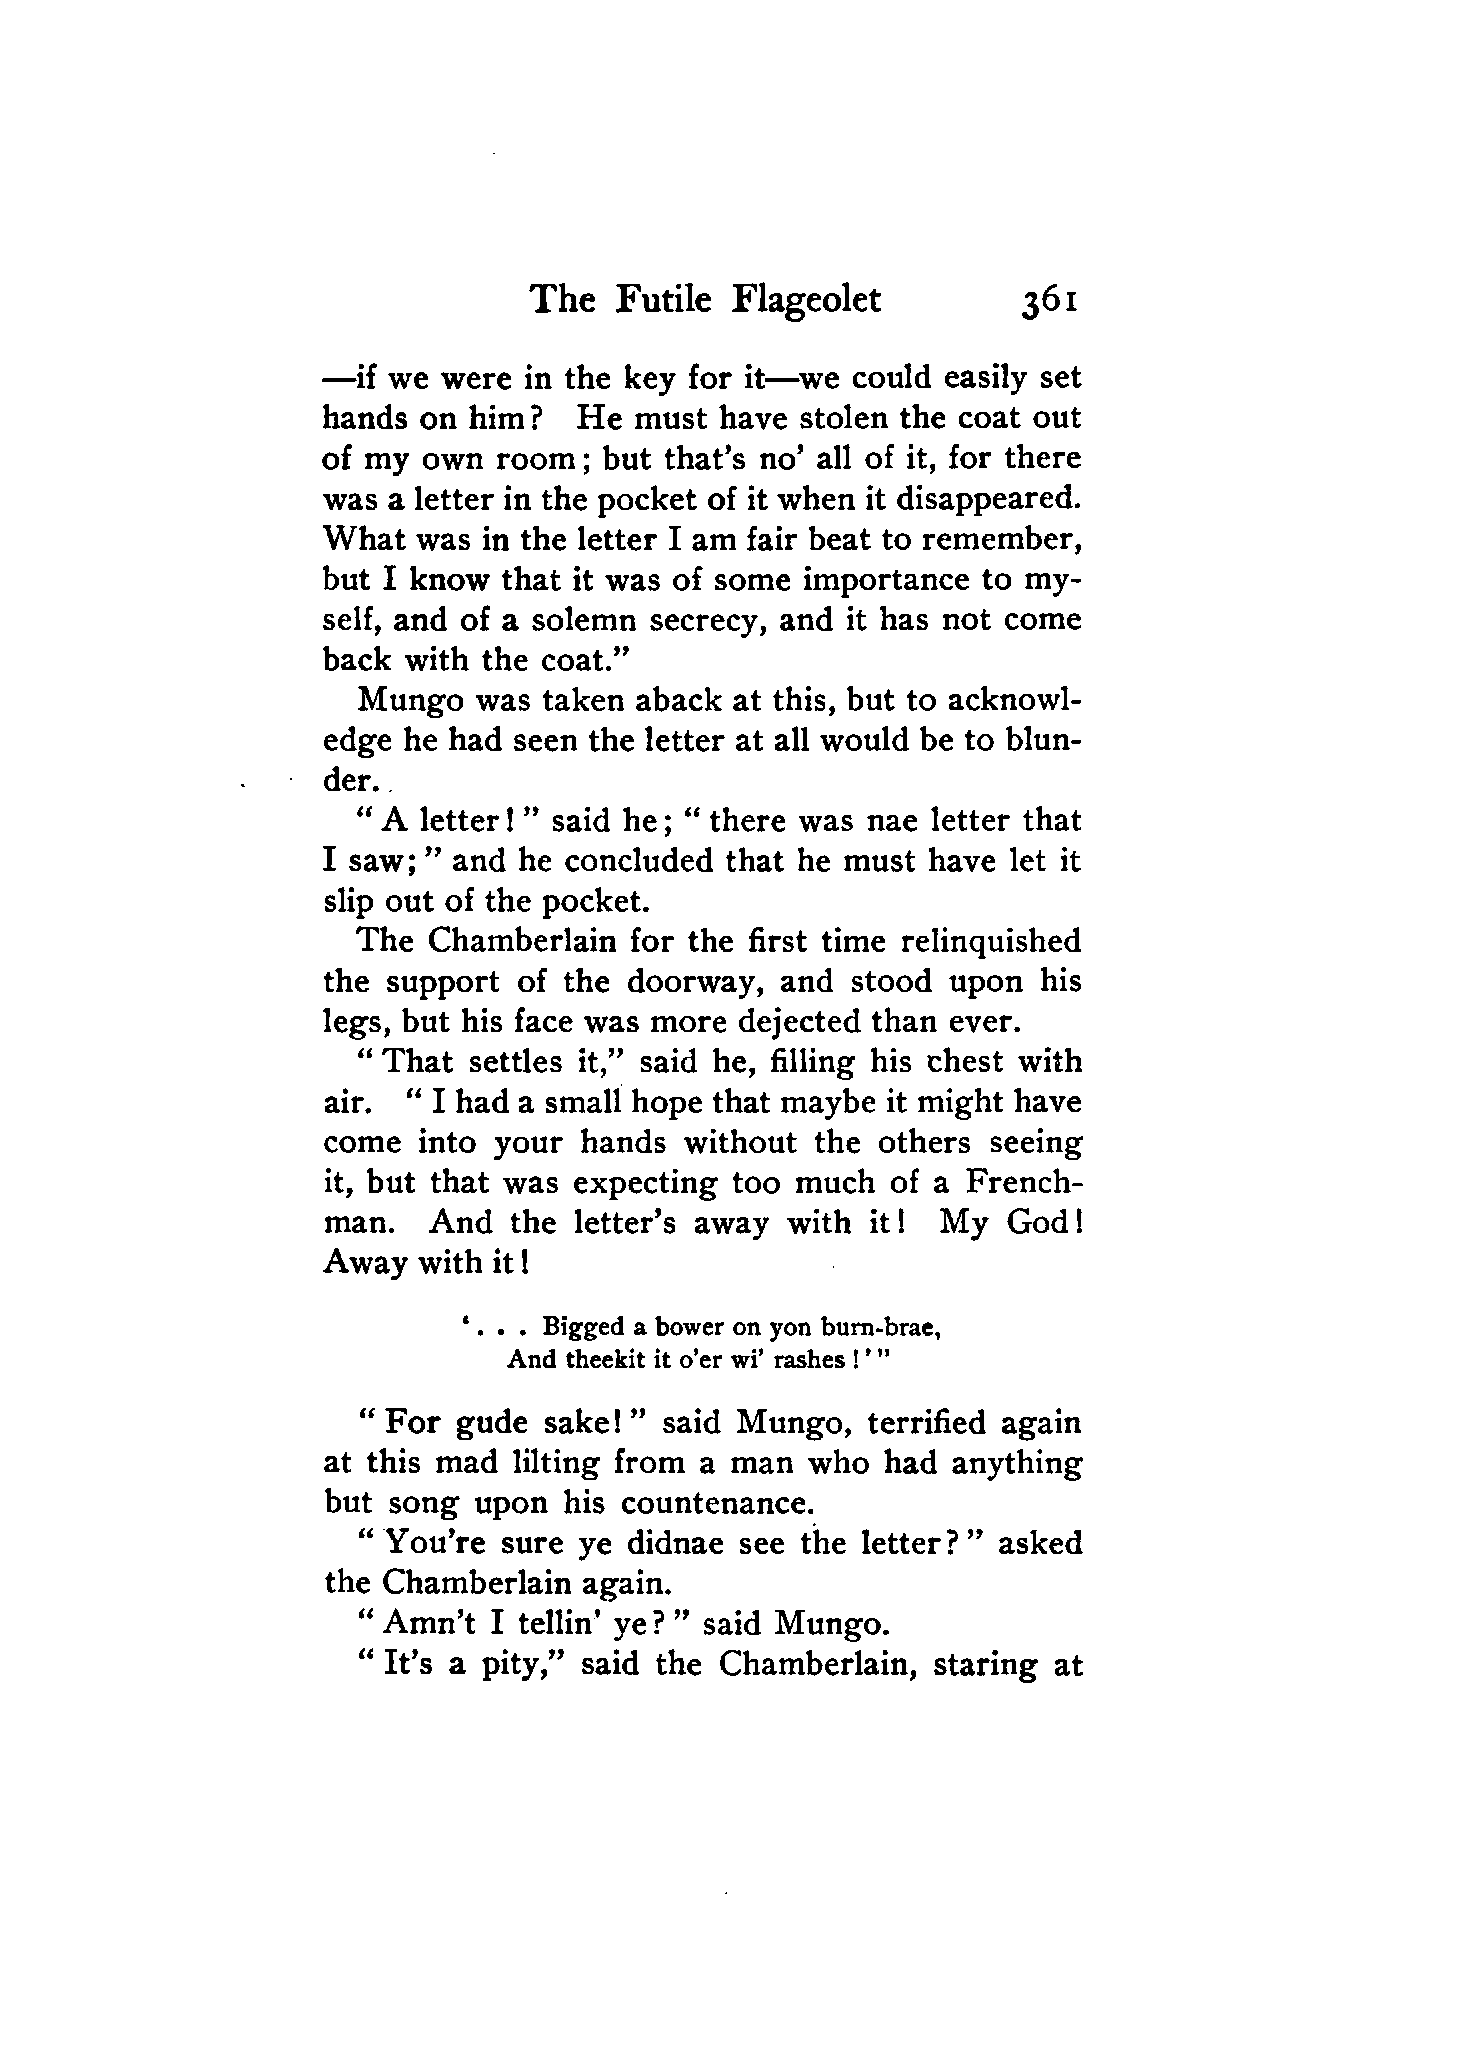 The Futile Flageolet 361
—if we were in the key for it—we could easily set
hands on him? He must have stolen the coat out
of my own room; but that's no' all of it, for there
was a letter in the pocket of it when it disappeared.
What was in the letter I am fair beat to remember,
but I know that it was of some importance to my-
self, and of a solemn secrecy, and it has not come
back with the coat."
Mungo was taken aback at this, but to acknowl-
edge he had seen the letter at all would be to blun-
der.
"A letter!" said he; "there was nae letter that
I saw;" and he concluded that he must have let it
slip out of the pocket.
The Chamberlain for the first time relinquished
the support of the doorway, and stood upon his
legs, but his face was more dejected than ever.
"That settles it," said he, filling his chest with
air. "I had a small hope that maybe it might have
come into your hands without the others seeing
it, but that was expecting too much of a French-
man. And the letter's away with it! My God!
Away with it!
'. . . Bigged a bower on yon burn-brae,
And theekit it o'er wi' rashes!'"
"For gude sake!" said Mungo, terrified again
at this mad lilting from a man who had anything
but song upon his countenance.
"You're sure ye didnae see the letter?" asked
the Chamberlain again.
"Amn't I tellin' ye?" said Mungo.
"It's a pity," said the Chamberlain, staring at